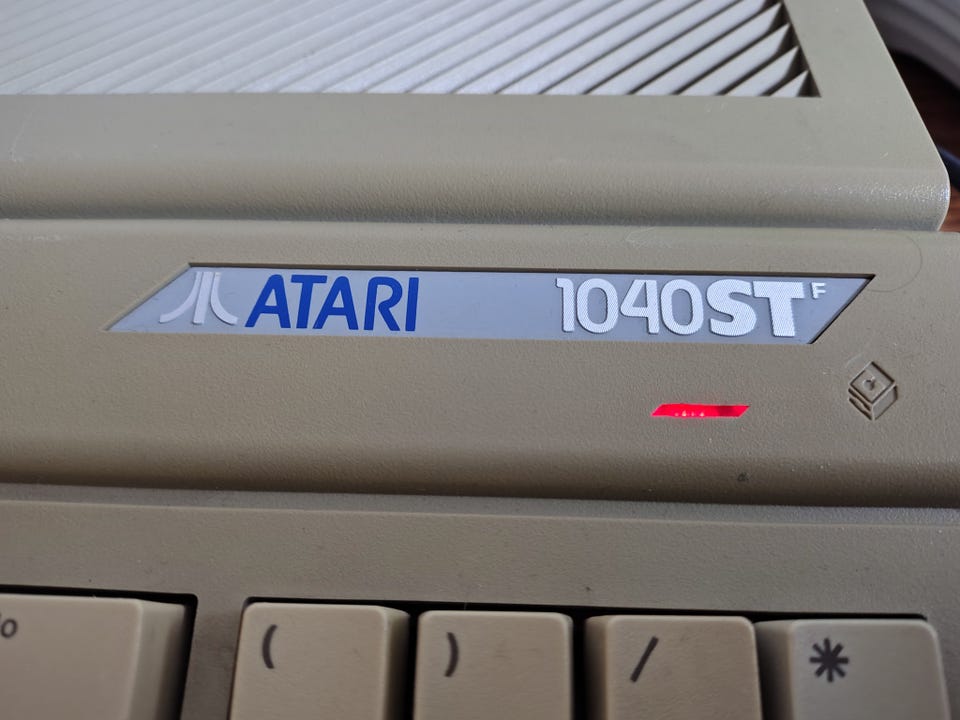 ATARI 1040STF
( ) / *